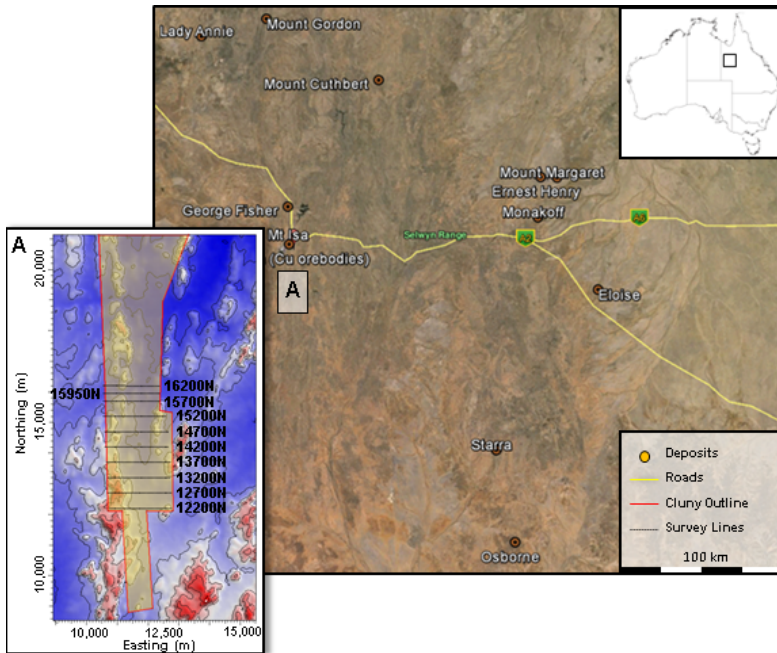 Mount Gordon
Lady Annie
Mount Cuthbert
Mount Margaret
Ernest Henry
Monakoff
George Fisher
Mt Isa
(Cu orebodies)
Selwyn Range
A
Eloise
Starra
Osborne
Deposits
Roads
Cluny Outline
Survey Lines
100 km
A
20,000
15,000
10,000
Northing (m)
16200N
15950N
15700N
15200N
14700N
14200N
13700N
13200N
12700N
12200N
10,000
12,500
15,500
Easting (m)